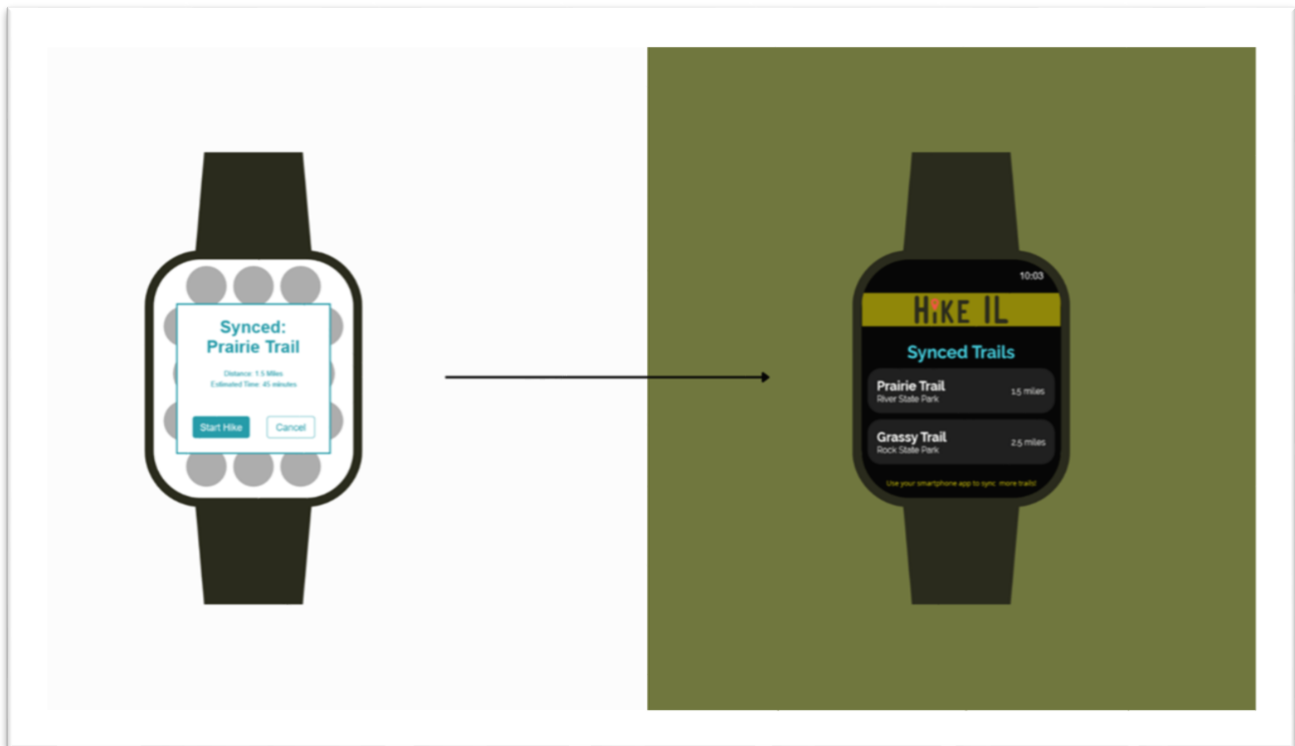 Synced:
Prairie Trail
Distance: 1.5 Miles
Estimated Time: 45 minutes
Start Hike
Cancel
10:03
HiKE IL
Synced Trails
Prairie Trail
River State Park
1.5 miles
Grassy Trail
Rock State Park
2.5 miles
Use your smartphone app to sync more trails!